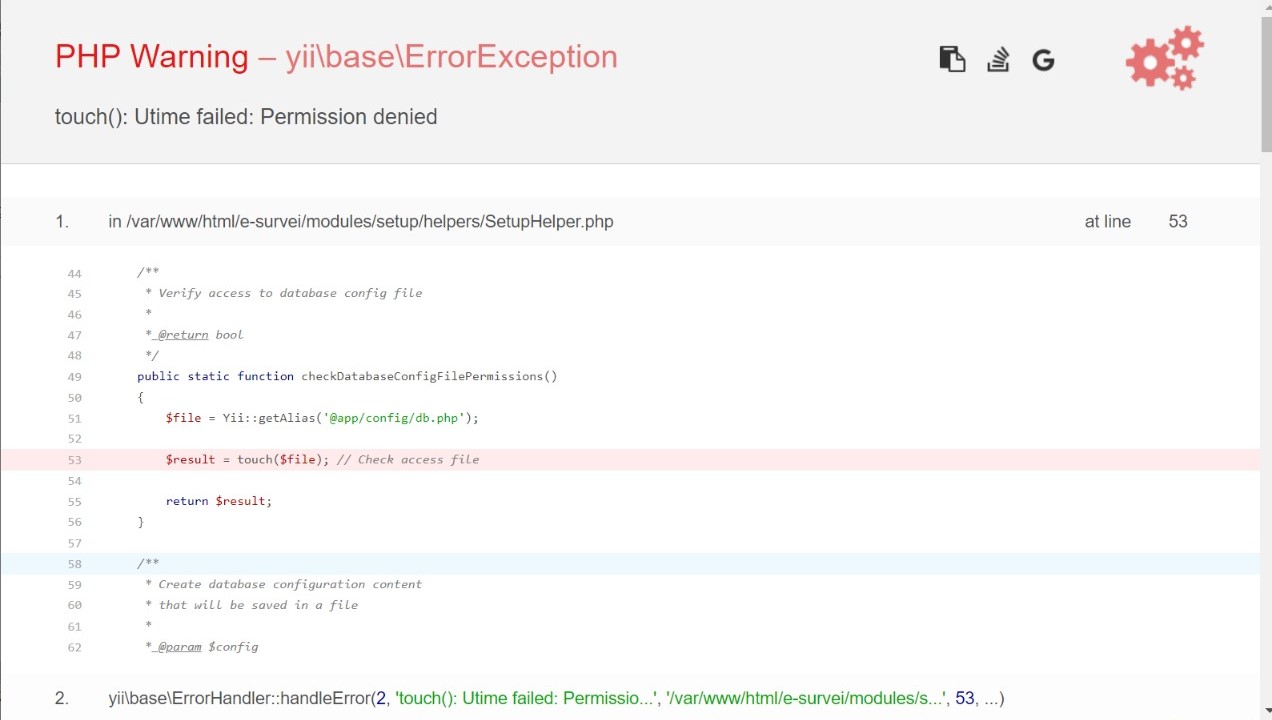 PHP Warning – yii\base\ErrorException
touch(): Utime failed: Permission denied
1. in /var/www/html/e-survei/modules/setup/helpers/SetupHelper.php at line 53
44 /**
45 * Verify access to database config file
46 *
47 * @return bool
48 */
49 public static function checkDatabaseConfigFilePermissions()
50 {
51 $file = Yii::getAlias('@app/config/db.php');
52
53 $result = touch($file); // Check access file
54
55 return $result;
56 }
57
58 /**
59 * Create database configuration content
60 * that will be saved in a file
61 *
62 * @param $config
2. yii\base\ErrorHandler::handleError(2, 'touch(): Utime failed: Permissio...', '/var/www/html/e-survei/modules/s...', 53, ...)